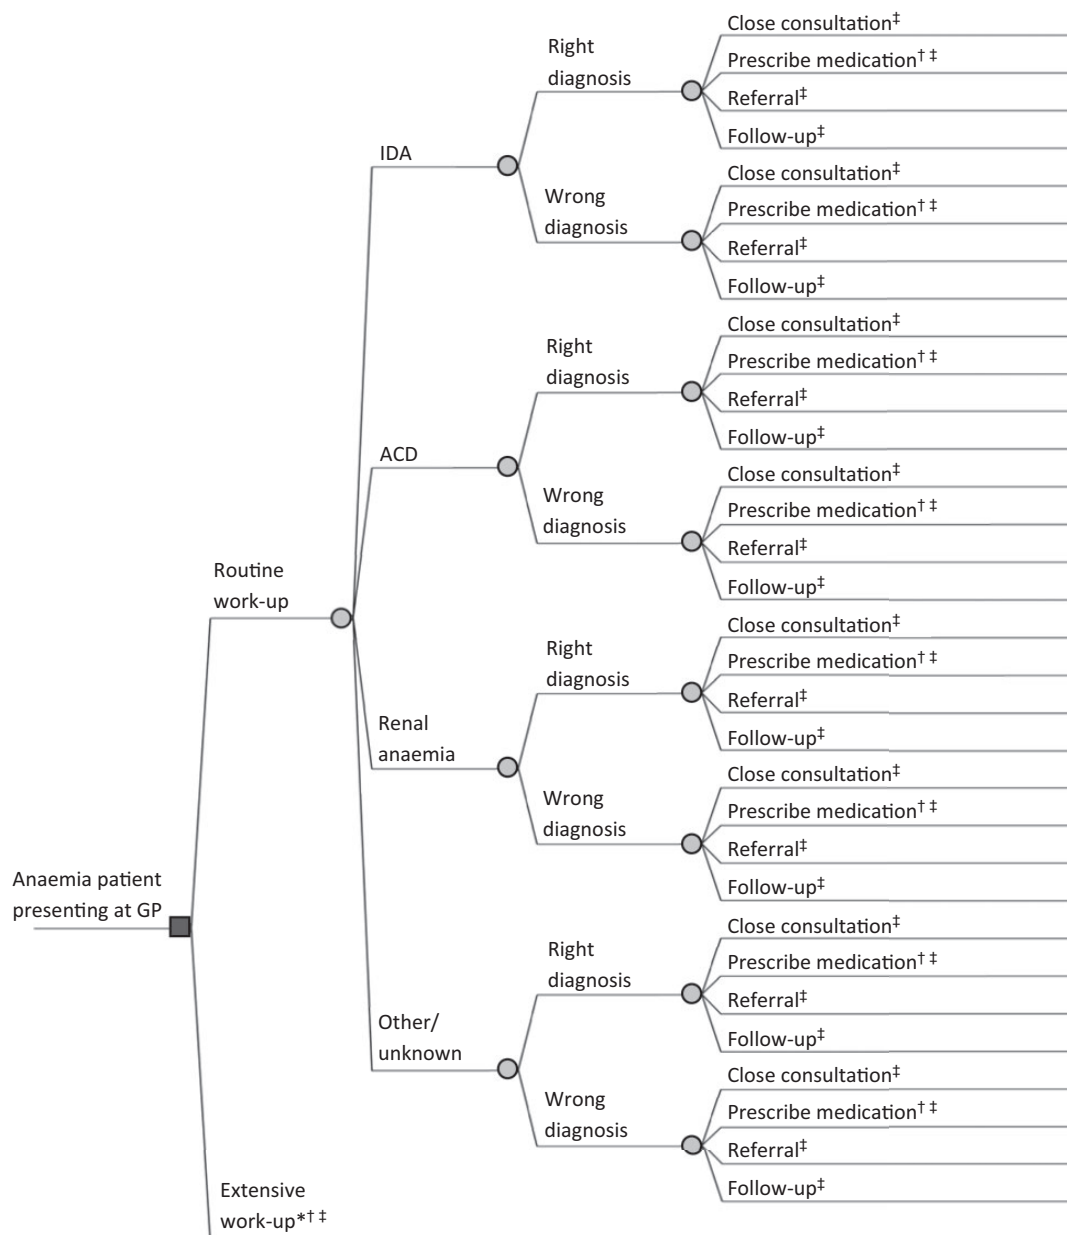 Anaemia patient
presenting at GP
Routine
work-up
IDA
Right
diagnosis
Close consultation‡
Prescribe medication† ‡
Referral‡
Follow-up‡
Wrong
diagnosis
Close consultation‡
Prescribe medication† ‡
Referral‡
Follow-up‡
ACD
Right
diagnosis
Close consultation‡
Prescribe medication† ‡
Referral‡
Follow-up‡
Wrong
diagnosis
Close consultation‡
Prescribe medication† ‡
Referral‡
Follow-up‡
Renal
anaemia
Right
diagnosis
Close consultation‡
Prescribe medication† ‡
Referral‡
Follow-up‡
Wrong
diagnosis
Close consultation‡
Prescribe medication† ‡
Referral‡
Follow-up‡
Other/
unknown
Right
diagnosis
Close consultation‡
Prescribe medication† ‡
Referral‡
Follow-up‡
Wrong
diagnosis
Close consultation‡
Prescribe medication† ‡
Referral‡
Follow-up‡
Extensive
work-up*† ‡